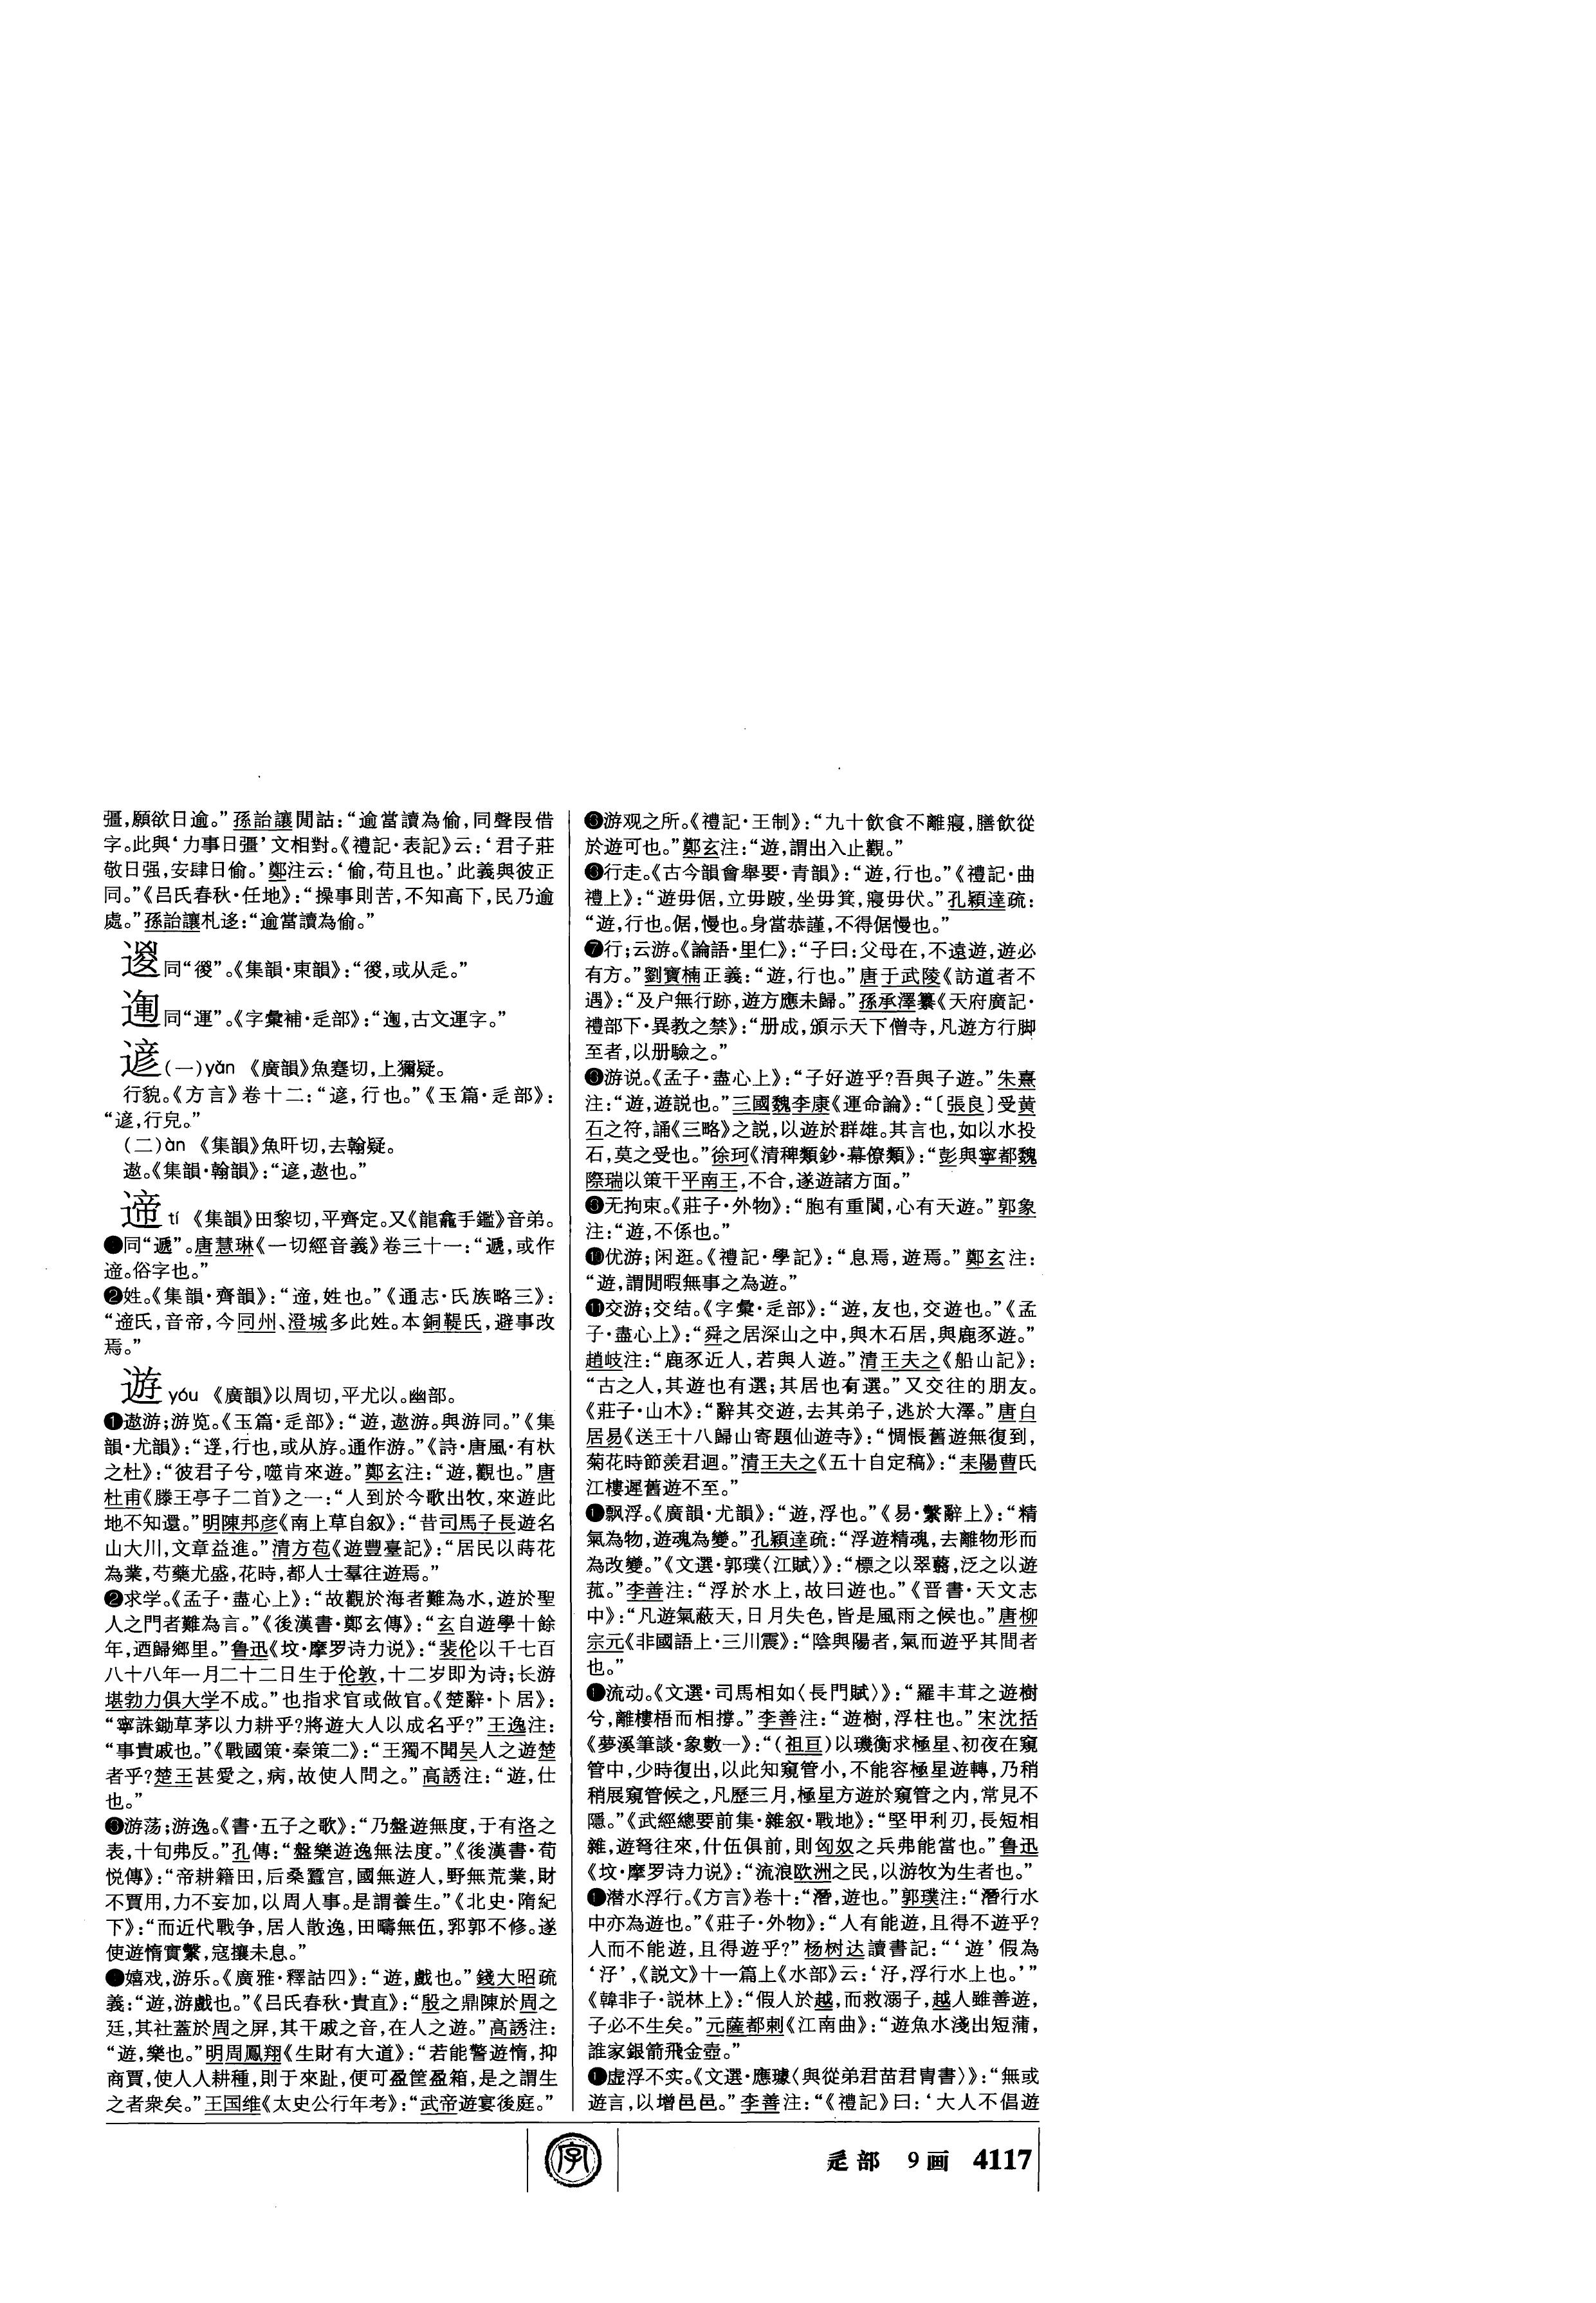 彊，願欲日逾。”孫詒讓閒詁：“逾當讀為偷，同聲叚借
字。此與‘力事日彊’文相對。《禮記·表記》云：‘君子莊
敬日强，安肆日偷。’鄭注云：‘偷，苟且也。’此義與彼正
同。”《吕氏春秋·任地》：“操事則苦，不知高下，民乃逾
處。”孫詒讓札迻：“逾當讀為偷。”
同“𢕬”。《集韻·東韻》：“𢕬，或从辵。”
同“運”。《字彙補·辵部》：“，古文運字。”
遃(一)yǎn 《廣韻》魚蹇切，上獮疑。
行貌。《方言》卷十二：“遃，行也。”《玉篇·辵部》：
“遃，行皃。”
(二)àn 《集韻》魚旰切，去翰疑。
遨。《集韻·翰韻》：“遃，遨也。”
遆 tí 《集韻》田黎切，平齊定。又《龍龕手鑑》音弟。
同“遞”。唐慧琳《一切經音義》卷三十一：“遞，或作
遆。俗字也。”
❷姓。《集韻·齊韻》：“遆，姓也。”《通志·氏族略三》：
“遆氏，音帝，今同州、澄城多此姓。本銅鞮氏，避事改
焉。”
遊 yóu 《廣韻》以周切，平尤以。幽部。
❶遨游；游览。《玉篇·辵部》：“遊，遨游。與游同。”《集
韻·尤韻》：“逕，行也，或从斿。通作游。”《詩·唐風·有杕
之杜》：“彼君子兮，噬肯來遊。”鄭玄注：“遊，觀也。”唐
杜甫《滕王亭子二首》之一：“人到於今歌出牧，來遊此
地不知還。”明陳邦彦《南上草自叙》：“昔司馬子長遊名
山大川，文章益進。”清方苞《遊豐臺記》：“居民以蒔花
為業，芍藥尤盛，花時，都人士羣往遊焉。”
❷求学。《孟子·盡心上》：“故觀於海者難為水，遊於聖
人之門者難為言。”《後漢書·鄭玄傳》：“玄自遊學十餘
年，迺歸鄉里。”鲁迅《坟·摩罗诗力说》：“裴伦以千七百
八十八年一月二十二日生于伦敦，十二岁即为诗；长游
堪勃力俱大学不成。”也指求官或做官。《楚辭·卜居》：
“寧誅鋤草茅以力耕乎？將遊大人以成名乎？”王逸注：
“事貴戚也。”《戰國策·秦策二》：“王獨不聞吴人之遊楚
者乎？楚王甚愛之，病，故使人問之。”高誘注：“遊，仕
也。”
❸游荡；游逸。《書·五子之歌》：“乃盤遊無度，于有洛之
表，十旬弗反。”孔傳：“盤樂遊逸無法度。”《後漢書·荀
悦傳》：“帝耕籍田，后桑蠶宫，國無遊人，野無荒業，財
不賈用，力不妄加，以周人事。是謂養生。”《北史·隋紀
下》：“而近代戰争，居人散逸，田疇無伍，郛郭不修。遂
使遊惰實繫，寇攘未息。”
嬉戏，游乐。《廣雅·釋詁四》：“遊，戲也。”錢大昭疏
義：“遊，游戲也。”《吕氏春秋·貴直》：“殷之鼎陳於周之
廷，其社蓋於周之屏，其干戚之音，在人之遊。”高誘注：
“遊，樂也。”明周鳳翔《生財有大道》：“若能警遊惰，抑
商賈，使人人耕種，則于來趾，便可盈筐盈箱，是之謂生
之者衆矣。”王国维《太史公行年考》：“武帝遊宴後庭。”
游观之所。《禮記·王制》：“九十飲食不離寢，膳飲從
於遊可也。”鄭玄注：“遊，謂出入止觀。”
行走。《古今韻會舉要·青韻》：“遊，行也。”《禮記·曲
禮上》：“遊毋倨，立毋跛，坐毋箕，寢毋伏。”孔穎達疏：
“遊，行也。倨，慢也。身當恭謹，不得倨慢也。”
❼行；云游。《論語·里仁》：“子曰：父母在，不遠遊，遊必
有方。”劉寶楠正義：“遊，行也。”唐于武陵《訪道者不
遇》：“及户無行跡，遊方應未歸。”孫承澤纂《天府廣記·
禮部下·異教之禁》：“册成，頒示天下僧寺，凡遊方行脚
至者，以册驗之。”
游说。《孟子·盡心上》：“子好遊乎？吾與子遊。”朱熹
注：“遊，遊説也。”三國魏李康《運命論》：“〔張良〕受黄
石之符，誦《三略》之説，以遊於群雄。其言也，如以水投
石，莫之受也。”徐珂《清稗類鈔·幕僚類》：“彭與寧都魏
際瑞以策干平南王，不合，遂遊諸方面。”
无拘束。《莊子·外物》：“胞有重閬，心有天遊。”郭象
注：“遊，不係也。”
❿优游；闲逛。《禮記·學記》：“息焉，遊焉。”鄭玄注：
“遊，謂閒暇無事之為遊。”
⓫交游；交结。《字彙·辵部》：“遊，友也，交遊也。”《孟
子·盡心上》：“舜之居深山之中，與木石居，與鹿豕遊。”
趙岐注：“鹿豕近人，若與人遊。”清王夫之《船山記》：
“古之人，其遊也有選；其居也有選。”又交往的朋友。
《莊子·山木》：“辭其交遊，去其弟子，逃於大澤。”唐白
居易《送王十八歸山寄題仙遊寺》：“惆悵舊遊無復到，
菊花時節羡君迴。”清王夫之《五十自定稿》：“耒陽曹氏
江樓遲舊遊不至。”
飘浮。《廣韻·尤韻》：“遊，浮也。”《易·繫辭上》：“精
氣為物，遊魂為變。”孔穎達疏：“浮遊精魂，去離物形而
為改變。”《文選·郭璞〈江賦〉》：“標之以翠蘙，泛之以遊
菰。”李善注：“浮於水上，故曰遊也。”《晋書·天文志
中》：“凡遊氣蔽天，日月失色，皆是風雨之候也。”唐柳
宗元《非國語上·三川震》：“陰與陽者，氣而遊乎其間者
也。”
流动。《文選·司馬相如〈長門賦〉》：“羅丰茸之遊樹
兮，離樓梧而相撐。”李善注：“遊樹，浮柱也。”宋沈括
《夢溪筆談·象數一》：“（祖亘）以璣衡求極星、初夜在窺
管中，少時復出，以此知窺管小，不能容極星遊轉，乃稍
稍展窺管候之，凡歷三月，極星方遊於窺管之内，常見不
隱。”《武經總要前集·雜叙·戰地》：“堅甲利刃，長短相
雜，遊弩往來，什伍俱前，則匈奴之兵弗能當也。”鲁迅
《坟·摩罗诗力说》：“流浪欧洲之民，以游牧为生者也。”
潜水浮行。《方言》卷十：“潛，遊也。”郭璞注：“潛行水
中亦為遊也。”《莊子·外物》：“人有能遊，且得不遊乎？
人而不能遊，且得遊乎？”杨树达讀書記：“‘遊’假為
‘汓’，《説文》十一篇上《水部》云：‘汓，浮行水上也。’”
《韓非子·説林上》：“假人於越，而救溺子，越人雖善遊，
子必不生矣。”元薩都剌《江南曲》：“遊魚水淺出短蒲，
誰家銀箭飛金壺。”
虚浮不实。《文選·應璩〈與從弟君苗君冑書〉》：“無或
遊言，以增邑邑。”李善注：“《禮記》曰：‘大人不倡遊
字
辵部 9画 4117